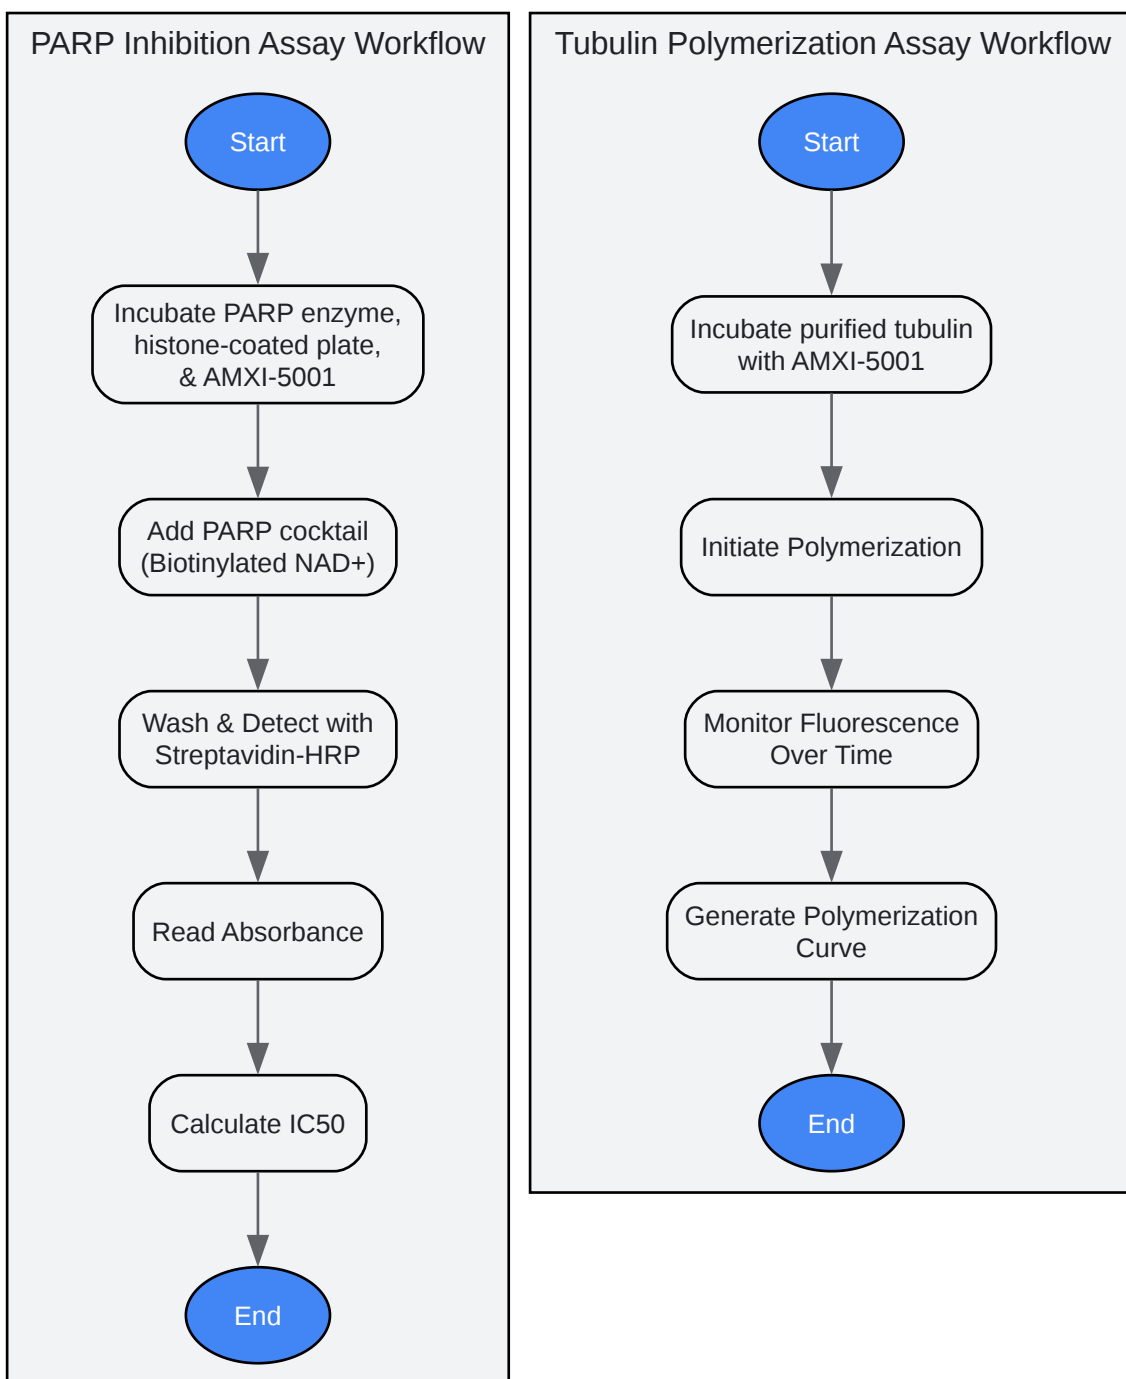 PARP Inhibition Assay Workflow
Start
Incubate PARP enzyme,
histone-coated plate,
& AMXI-5001
Add PARP cocktail
(Biotinylated NAD+)
Wash & Detect with
Streptavidin-HRP
Read Absorbance
Calculate IC50
End
Tubulin Polymerization Assay Workflow
Start
Incubate purified tubulin
with AMXI-5001
Initiate Polymerization
Monitor Fluorescence
Over Time
Generate Polymerization
Curve
End